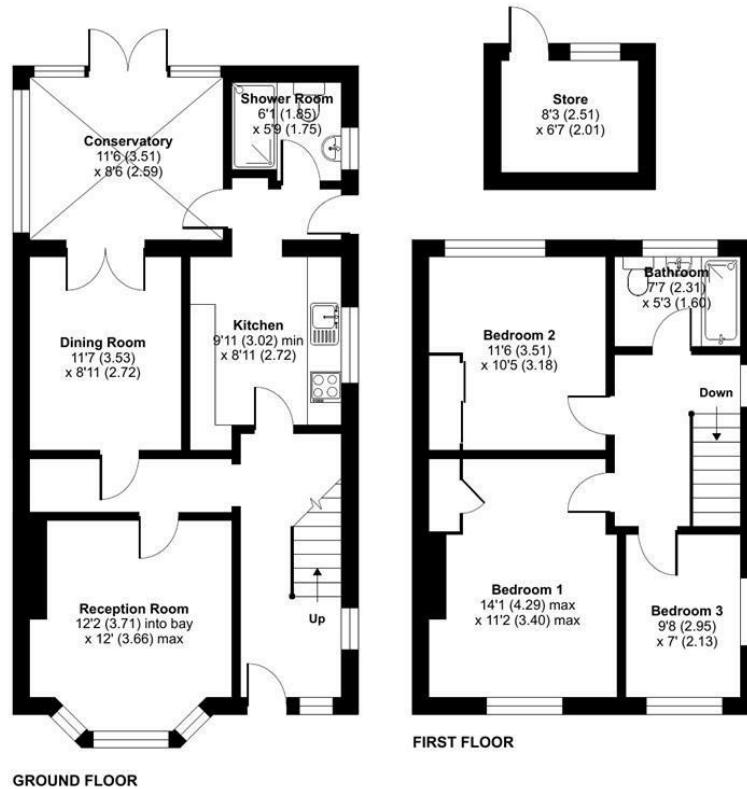 Shower Room
6'1 (1.85)
x 5'9 (1.75)
Conservatory
11'6 (3.51)
x 8'6 (2.59)
Dining Room
11'7 (3.53)
x 8'11 (2.72)
Kitchen
9'11 (3.02) min
x 8'11 (2.72)
Reception Room
12'2 (3.71) into bay
x 12' (3.66) max
Up
GROUND FLOOR
Store
8'3 (2.51)
x 6'7 (2.01)
Bathroom
7'7 (2.31)
x 5'3 (1.60)
Bedroom 2
11'6 (3.51)
x 10'5 (3.18)
Down
Bedroom 1
14'1 (4.29) max
x 11'2 (3.40) max
Bedroom 3
9'8 (2.95)
x 7' (2.13)
FIRST FLOOR